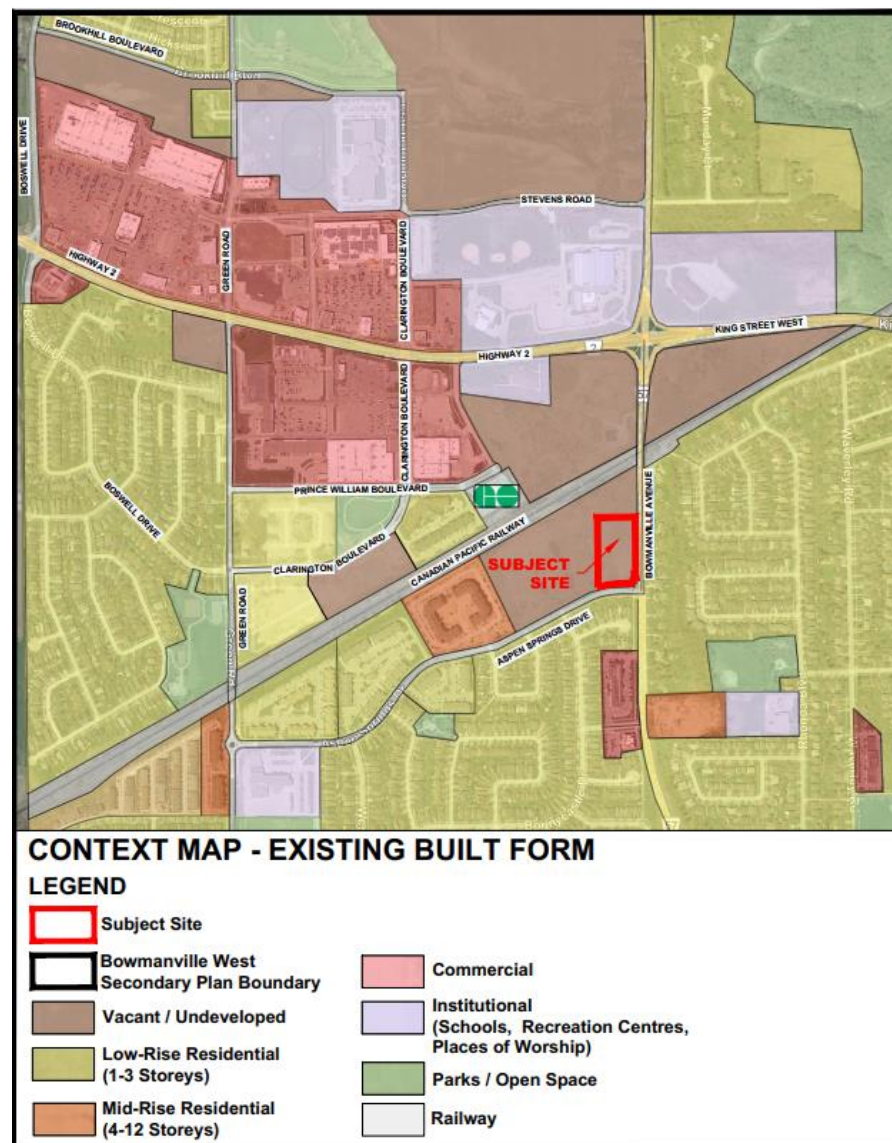 BROOKHILL BOULEVARD
BOSWELL DRIVE
STEVENS ROAD
GREEN ROAD
CLARINGTON BOULEVARD
HIGHWAY 2
KING STREET WEST
HIGHWAY 2
2
57
CLARINGTON BOULEVARD
PRINCE WILLIAM BOULEVARD
BOSWELL DRIVE
CLARINGTON BOULEVARD
CANADIAN PACIFIC RAILWAY
BOWMANVILLE AVENUE
SUBJECT
SITE
GREEN ROAD
ASPEN SPRINGS DRIVE
57
CONTEXT MAP - EXISTING BUILT FORM
LEGEND
Subject Site
Bowmanville West
Secondary Plan Boundary
Vacant / Undeveloped
Low-Rise Residential
(1-3 Storeys)
Mid-Rise Residential
(4-12 Storeys)
Commercial
Institutional
(Schools, Recreation Centres,
Places of Worship)
Parks / Open Space
Railway